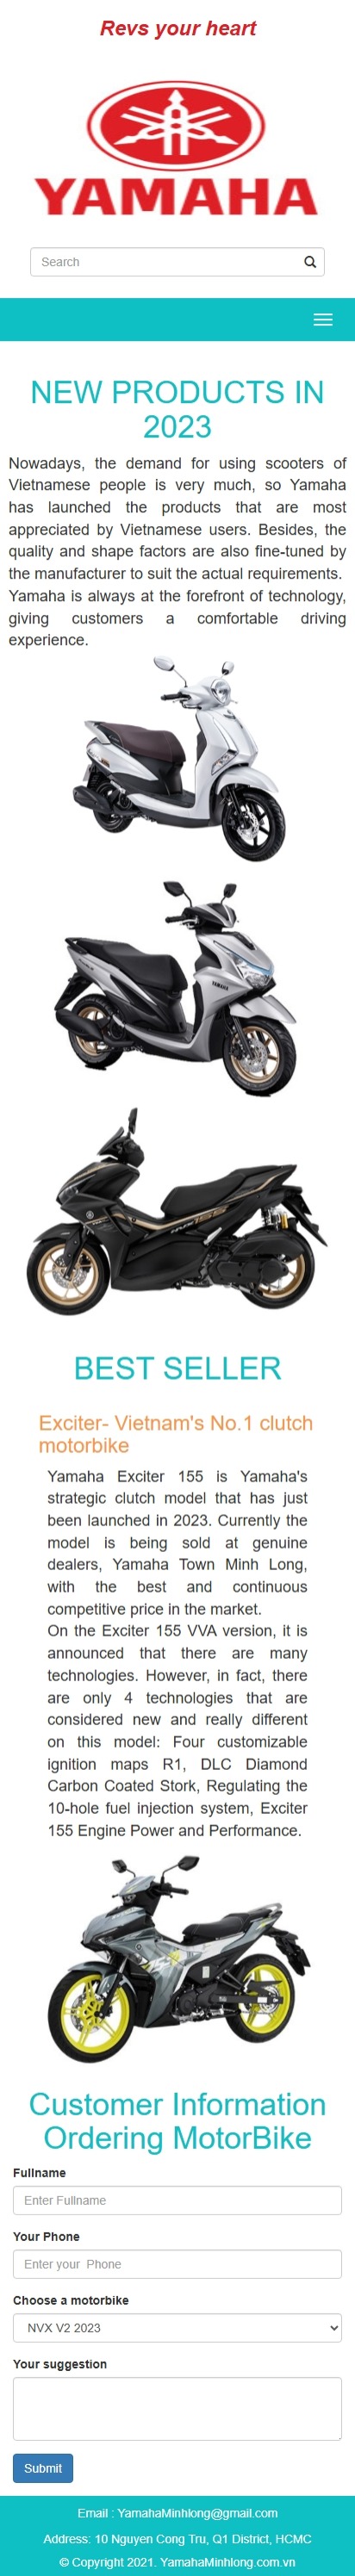 Revs your heart
YAMAHA
Search
NEW PRODUCTS IN
2023
Nowadays, the demand for using scooters of
Vietnamese people is very much, so Yamaha
has launched the products that are most
appreciated by Vietnamese users. Besides, the
quality and shape factors are also fine-tuned by
the manufacturer to suit the actual requirements.
Yamaha is always at the forefront of technology,
giving customers a comfortable driving
experience.
YAMAHA
BEST SELLER
Exciter- Vietnam's No.1 clutch
motorbike
Yamaha Exciter 155 is Yamaha's
strategic clutch model that has just
been launched in 2023. Currently the
model is being sold at genuine
dealers, Yamaha Town Minh Long,
with the best and continuous
competitive price in the market.
On the Exciter 155 VVA version, it is
announced that there are many
technologies. However, in fact, there
are only 4 technologies that are
considered new and really different
on this model: Four customizable
ignition maps R1, DLC Diamond
Carbon Coated Stork, Regulating the
10-hole fuel injection system, Exciter
155 Engine Power and Performance.
Customer Information
Ordering MotorBike
Fullname
Enter Fullname
Your Phone
Enter your Phone
Choose a motorbike
NVX V2 2023
Your suggestion
Submit
Email : YamahaMinhlong@gmail.com
Address: 10 Nguyen Cong Tru, Q1 District, HCMC
© Copyright 2021. YamahaMinhlong.com.vn